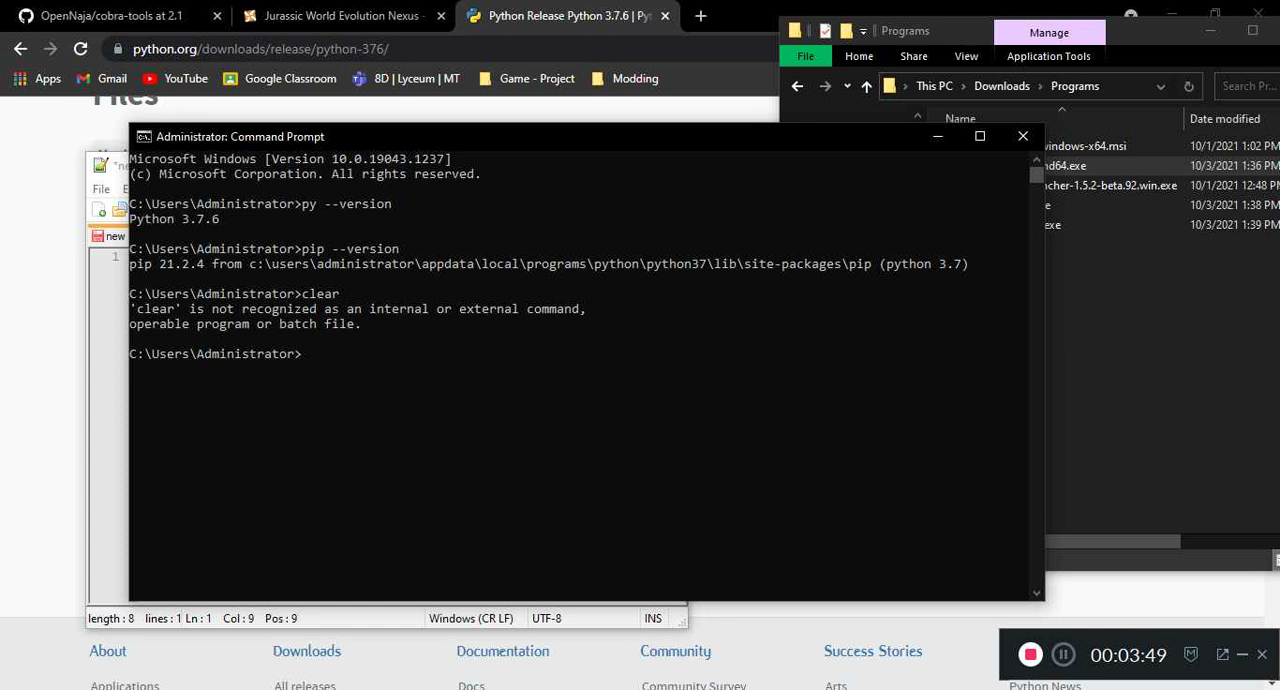 OpenNaja/cobra-tools at 2.1
Jurassic World Evolution Nexus
Python Release Python 3.7.6 | Py
python.org/downloads/release/python-376/
Apps
Gmail
YouTube
Google Classroom
8D | Lyceum | MT
Game - Project
Modding
Files
Programs
Manage
File
Home
Share
View
Application Tools
This PC
Downloads
Programs
Search Pr...
Name
Date modified
windows-x64.msi
10/1/2021 1:02 PM
nd64.exe
10/3/2021 1:36 PM
ncher-1.5.2-beta.92.win.exe
10/1/2021 12:48 P
e
10/3/2021 1:38 PM
exe
10/3/2021 1:39 PM
File
new
1
Administrator: Command Prompt
Microsoft Windows [Version 10.0.19043.1237]
(c) Microsoft Corporation. All rights reserved.
C:\Users\Administrator>py --version
Python 3.7.6
C:\Users\Administrator>pip --version
pip 21.2.4 from c:\users\administrator\appdata\local\programs\python\python37\lib\site-packages\pip (python 3.7)
C:\Users\Administrator>clear
'clear' is not recognized as an internal or external command,
operable program or batch file.
C:\Users\Administrator>
length : 8 lines : 1 Ln : 1 Col : 9 Pos : 9
Windows (CR LF)
UTF-8
INS
About
Downloads
Documentation
Community
Success Stories
Applications
All releases
Docs
Community Survey
Arts
Python News
00:03:49